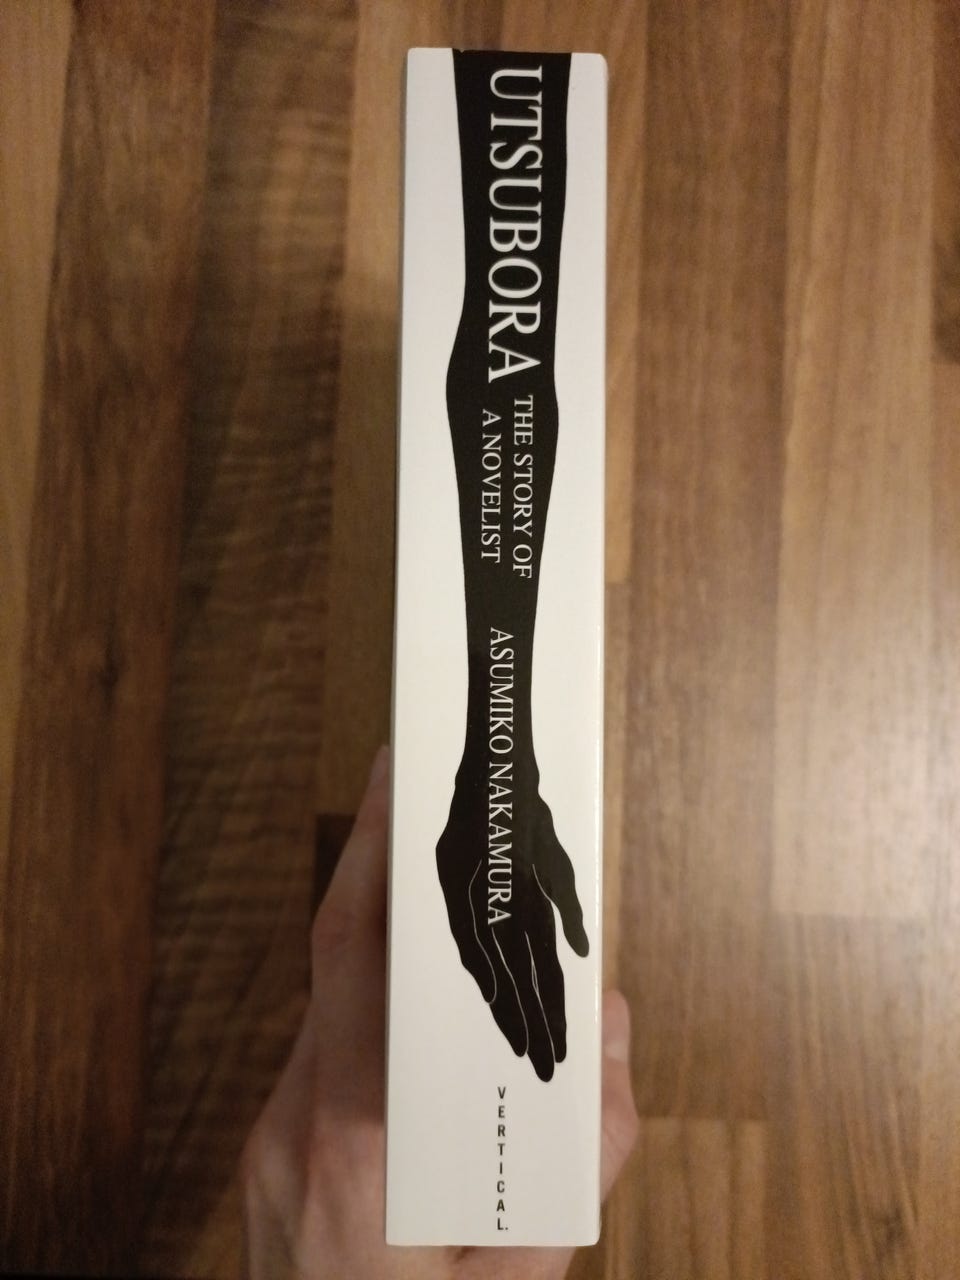 UTSUBORA
THE STORY OF
A NOVELIST
ASUMIKO NAKAMURA
VERTICAL.